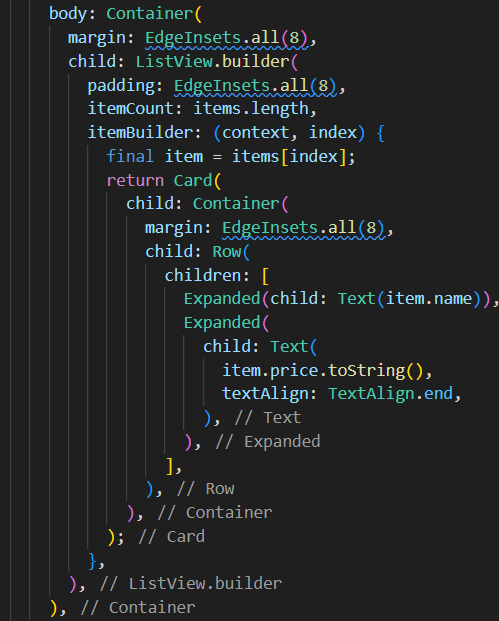 body: Container(
  margin: EdgeInsets.all(8),
  child: ListView.builder(
    padding: EdgeInsets.all(8),
    itemCount: items.length,
    itemBuilder: (context, index) {
      final item = items[index];
      return Card(
        child: Container(
          margin: EdgeInsets.all(8),
          child: Row(
            children: [
              Expanded(child: Text(item.name)),
              Expanded(
                child: Text(
                  item.price.toString(),
                  textAlign: TextAlign.end,
                ), // Text
              ), // Expanded
            ],
          ), // Row
        ), // Container
      ); // Card
    },
  ), // ListView.builder
), // Container